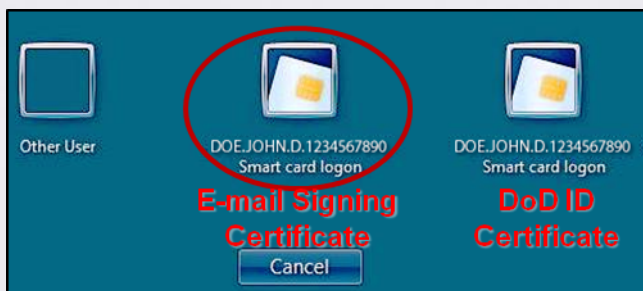 Other User
DOE.JOHN.D.1234567890
Smart card logon
E-mail Signing
Certificate
DOE.JOHN.D.1234567890
Smart card logon
DoD ID
Certificate
Cancel